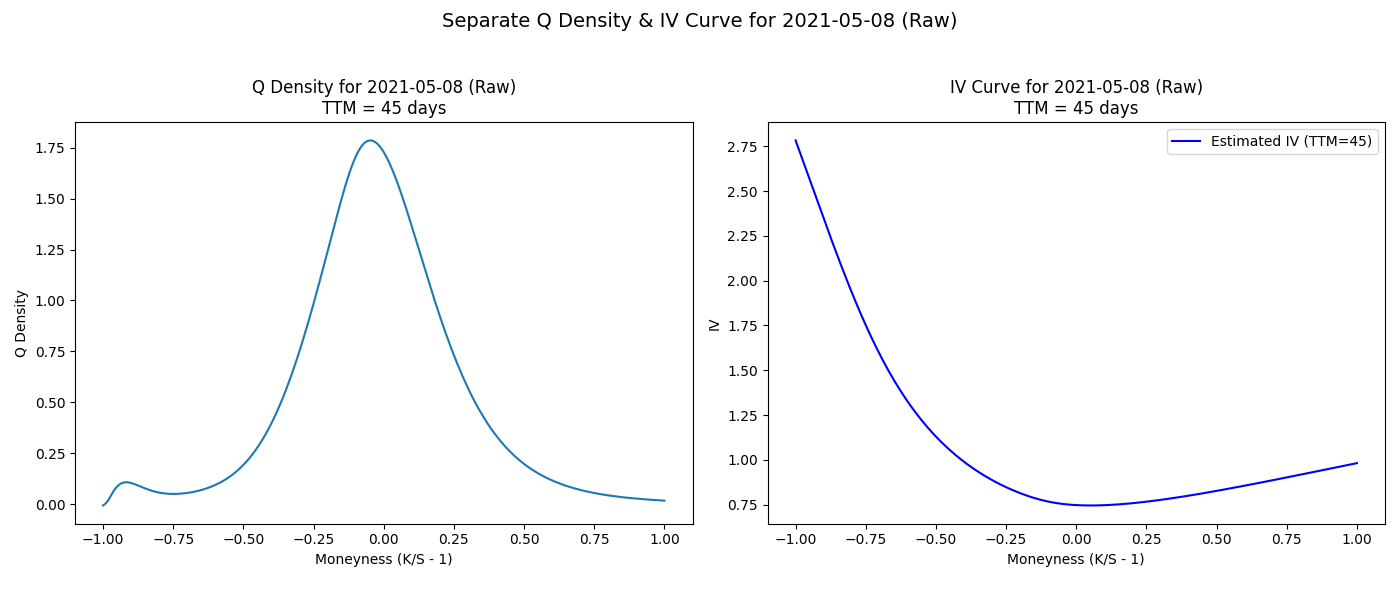 Separate Q Density & IV Curve for 2021-05-08 (Raw)
Q Density for 2021-05-08 (Raw)
TTM = 45 days
Q Density
1.75
1.50
1.25
1.00
0.75
0.50
0.25
0.00
−1.00 −0.75 −0.50 −0.25 0.00 0.25 0.50 0.75 1.00
Moneyness (K/S - 1)
IV Curve for 2021-05-08 (Raw)
TTM = 45 days
Estimated IV (TTM=45)
IV
2.75
2.50
2.25
2.00
1.75
1.50
1.25
1.00
0.75
−1.00 −0.75 −0.50 −0.25 0.00 0.25 0.50 0.75 1.00
Moneyness (K/S - 1)